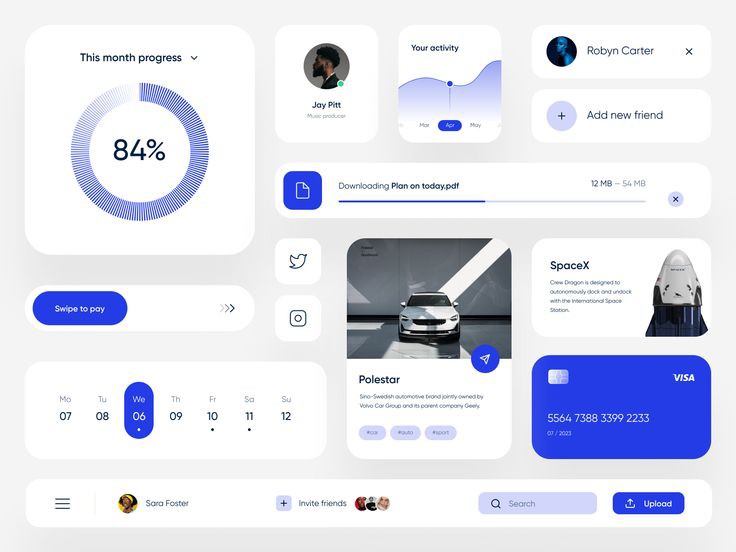 This month progress
84%
Jay Pitt
Music producer
Your activity
Mar
Apr
May
Robyn Carter
Add new friend
Downloading Plan on today.pdf
12 MB — 54 MB
Swipe to pay
Polestar
Sino-Swedish automotive brand jointly owned by
Volvo Car Group and its parent company Geely.
#car
#auto
#sport
SpaceX
Crew Dragon is designed to
autonomously dock and undock
with the International Space
Station.
SPACEX
VISA
5564 7388 3399 2233
07 / 2023
Mo Tu We Th Fr Sa Su
07 08 06 09 10 11 12
Sara Foster
Invite friends
Search
Upload